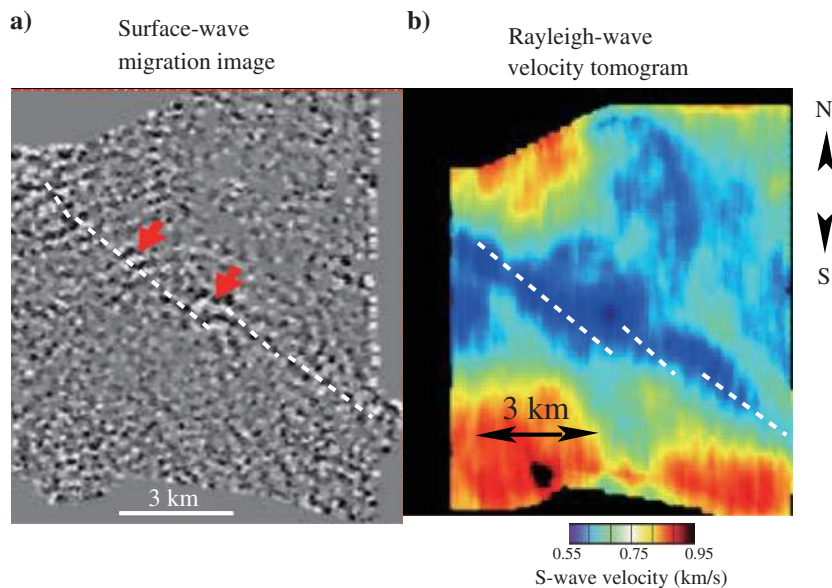 a)
Surface-wave
migration image
b)
Rayleigh-wave
velocity tomogram
N
S
3 km
3 km
0.55 0.75 0.95
S-wave velocity (km/s)